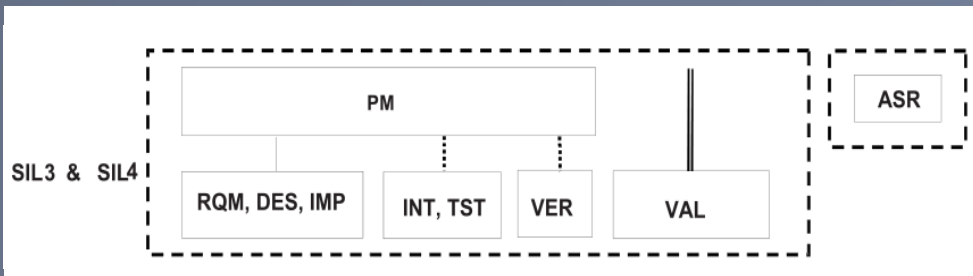 PM
ASR
SIL3 & SIL4
RQM, DES, IMP
INT, TST
VER
VAL